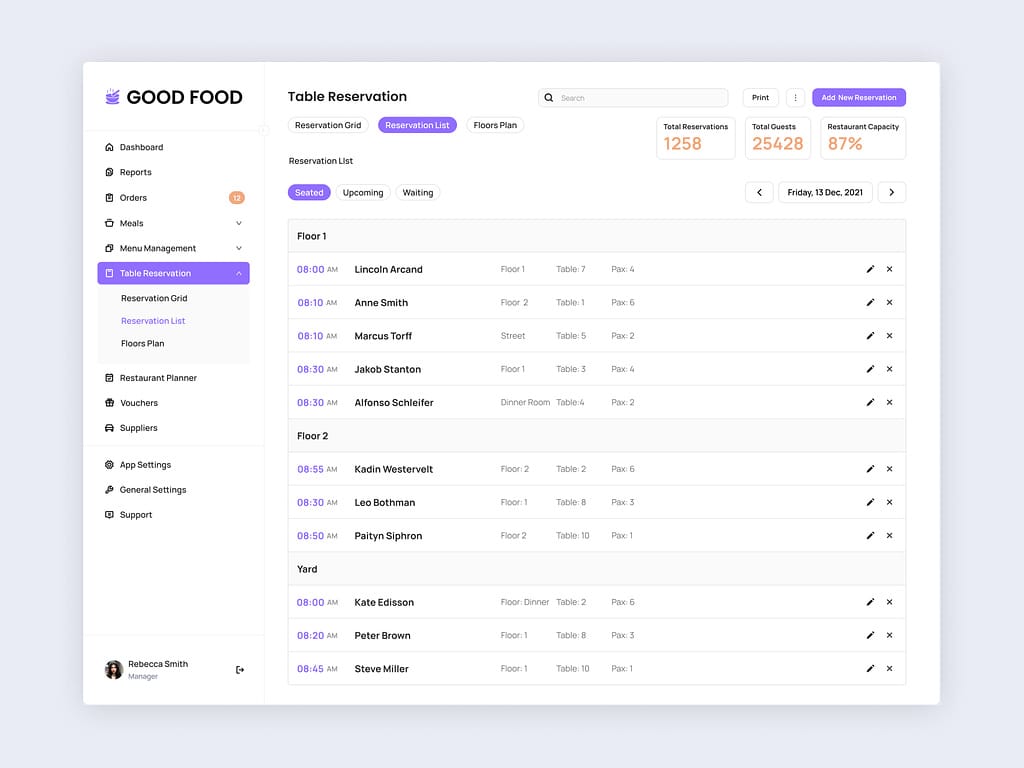 GOOD FOOD
Dashboard
Reports
Orders 12
Meals
Menu Management
Table Reservation
Reservation Grid
Reservation List
Floors Plan
Restaurant Planner
Vouchers
Suppliers
App Settings
General Settings
Support
Rebecca Smith
Manager
Table Reservation
Search
Print
Add New Reservation
Reservation Grid Reservation List Floors Plan
Total Reservations
1258
Total Guests
25428
Restaurant Capacity
87%
Reservation LIst
Seated Upcoming Waiting
Friday, 13 Dec, 2021
Floor 1
08:00 AM Lincoln Arcand Floor 1 Table: 7 Pax: 4
08:10 AM Anne Smith Floor 2 Table: 1 Pax: 6
08:10 AM Marcus Torff Street Table: 5 Pax: 2
08:30 AM Jakob Stanton Floor 1 Table: 3 Pax: 4
08:30 AM Alfonso Schleifer Dinner Room Table:4 Pax: 2
Floor 2
08:55 AM Kadin Westervelt Floor: 2 Table: 2 Pax: 6
08:30 AM Leo Bothman Floor: 1 Table: 8 Pax: 3
08:50 AM Paityn Siphron Floor 2 Table: 10 Pax: 1
Yard
08:00 AM Kate Edisson Floor: Dinner Table: 2 Pax: 6
08:20 AM Peter Brown Floor: 1 Table: 8 Pax: 3
08:45 AM Steve Miller Floor: 1 Table: 10 Pax: 1